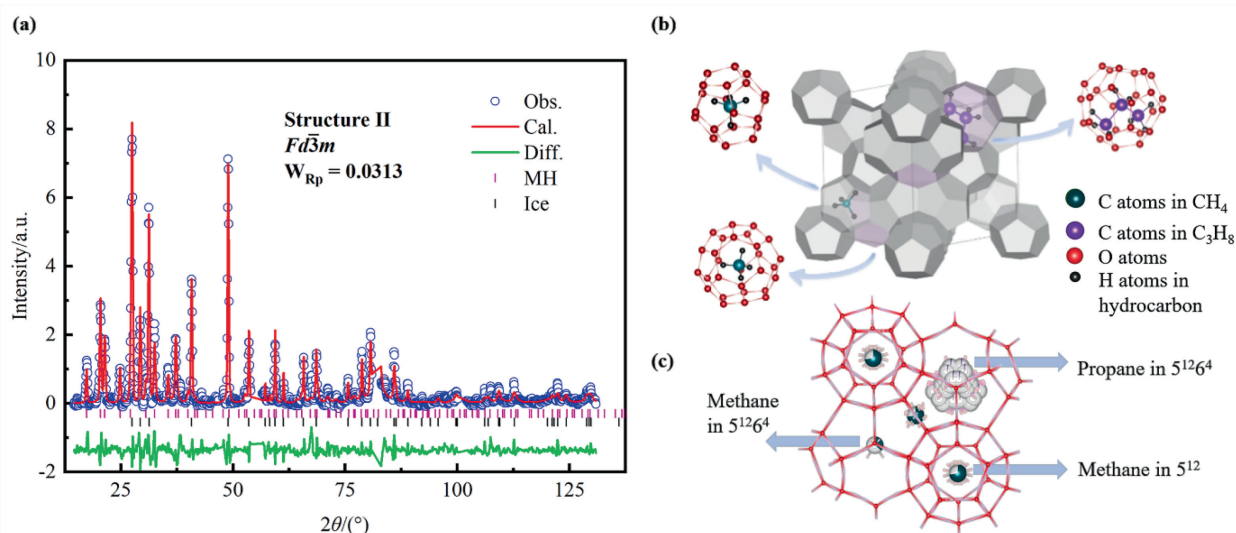 (a)
10
8
6
4
2
0
-2
Intensity/a.u.
25
50
75
100
125
2θ/(°)
Structure II
Fd3̅m
W_Rp = 0.0313
Obs.
Cal.
Diff.
MH
Ice
(b)
C atoms in CH₄
C atoms in C₃H₈
O atoms
H atoms in
hydrocarbon
(c)
Propane in 5¹²6⁴
Methane
in 5¹²6⁴
Methane in 5¹²